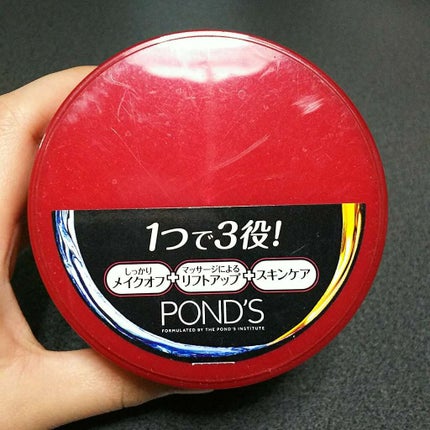 1つで3役!
しっかり メイクオフ + マッサージによる リフトアップ + スキンケア
POND'S
FORMULATED BY THE POND'S INSTITUTE